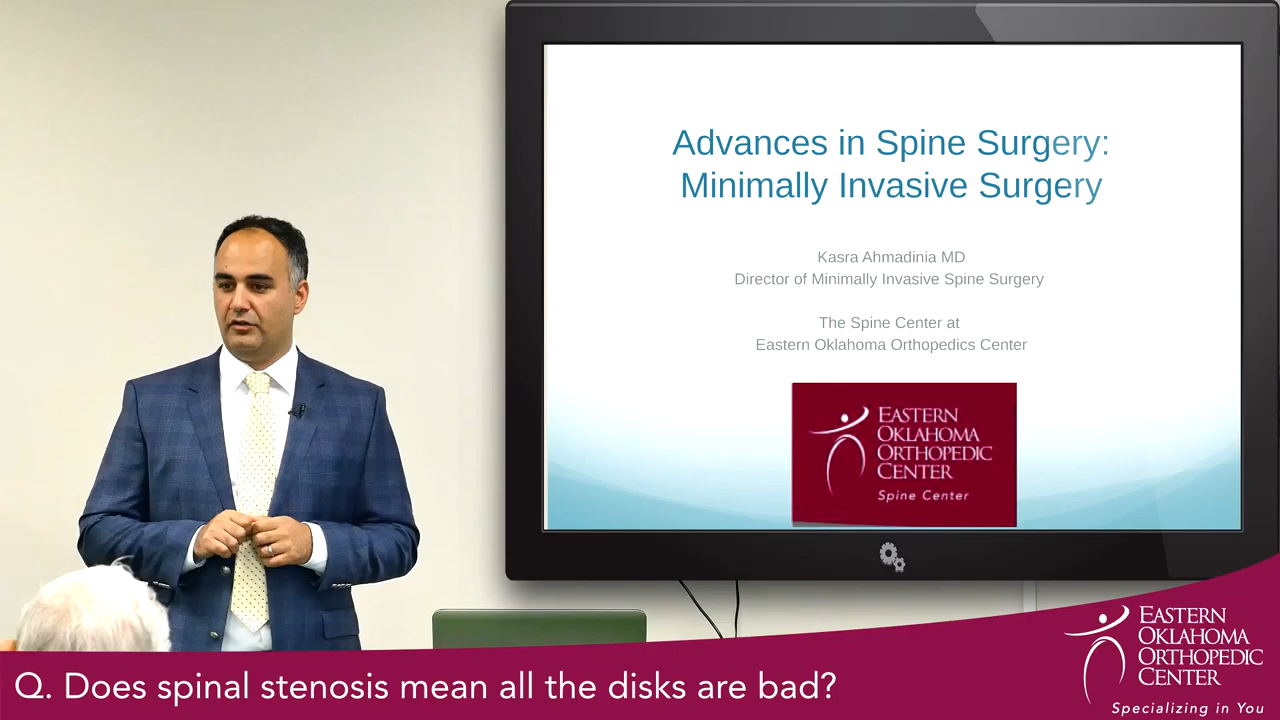 Advances in Spine Surgery:
Minimally Invasive Surgery
Kasra Ahmadinia MD
Director of Minimally Invasive Spine Surgery
The Spine Center at
Eastern Oklahoma Orthopedics Center
EASTERN
OKLAHOMA
ORTHOPEDIC
CENTER
Spine Center
Q. Does spinal stenosis mean all the disks are bad?
EASTERN
OKLAHOMA
ORTHOPEDIC
CENTER
Specializing in You